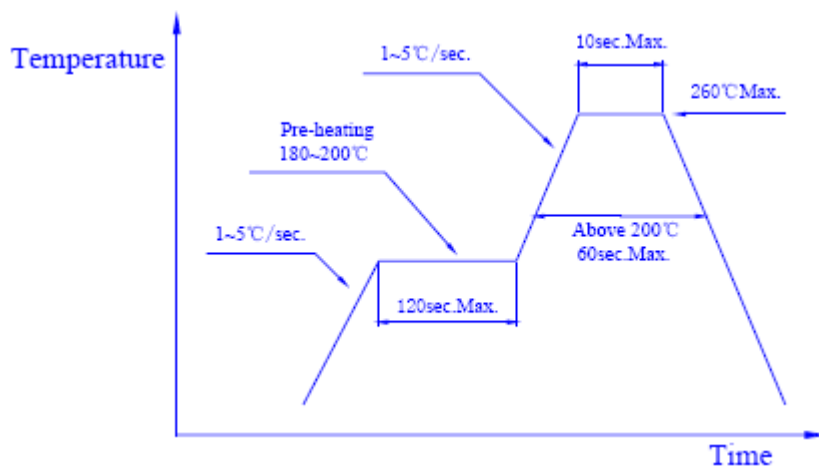 10sec.Max.
Temperature
1~5℃/sec.
260℃Max.
Pre-heating
180~200℃
Above 200℃
60sec.Max.
1~5℃/sec.
120sec.Max.
Time